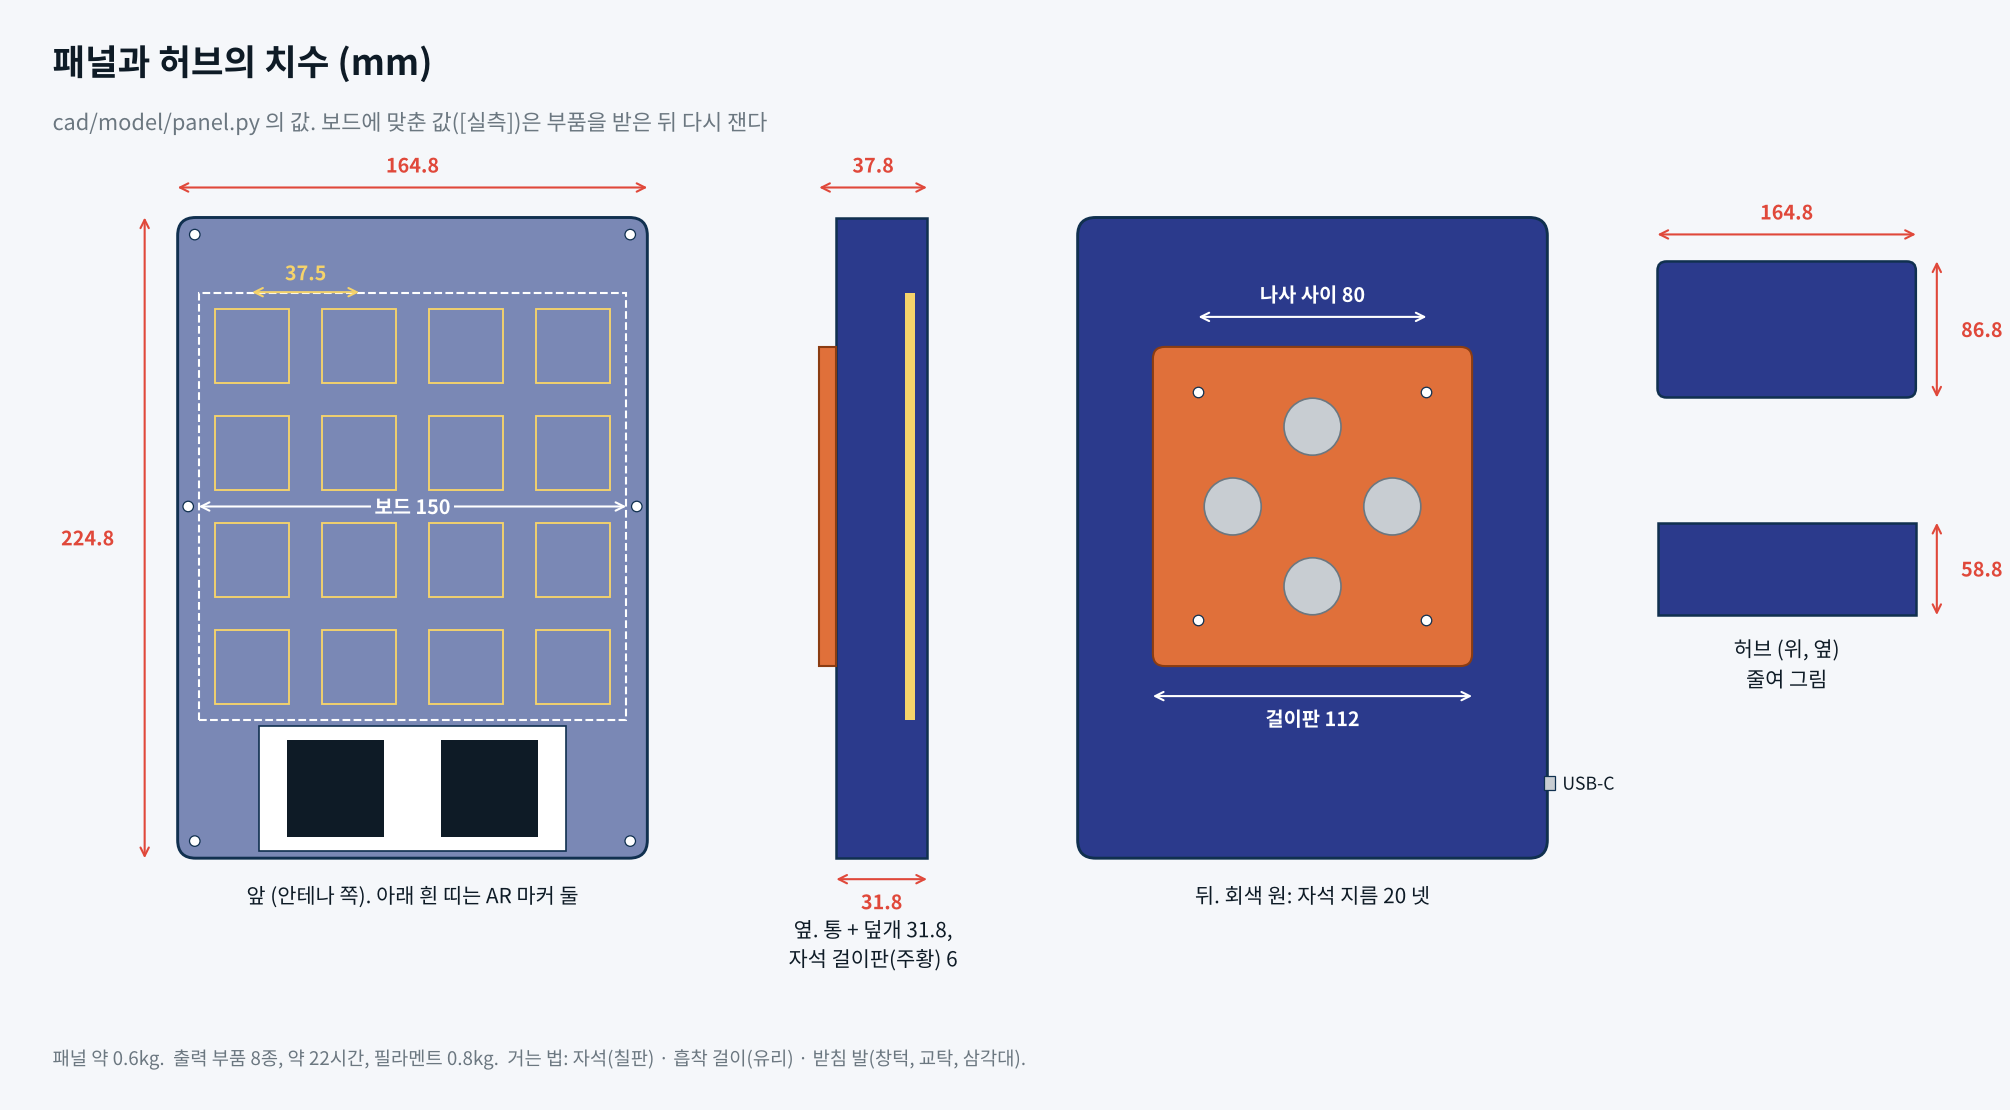 패널과 허브의 치수 (mm)
cad/model/panel.py 의 값. 보드에 맞춘 값([실측])은 부품을 받은 뒤 다시 잰다
164.8
37.8
164.8
224.8
37.5
보드 150
나사 사이 80
걸이판 112
86.8
58.8
허브 (위, 옆)
줄여 그림
USB-C
앞 (안테나 쪽). 아래 흰 띠는 AR 마커 둘
31.8
옆. 통 + 덮개 31.8,
자석 걸이판(주황) 6
뒤. 회색 원: 자석 지름 20 넷
패널 약 0.6kg. 출력 부품 8종, 약 22시간, 필라멘트 0.8kg. 거는 법: 자석(칠판) · 흡착 걸이(유리) · 받침 발(창턱, 교탁, 삼각대).